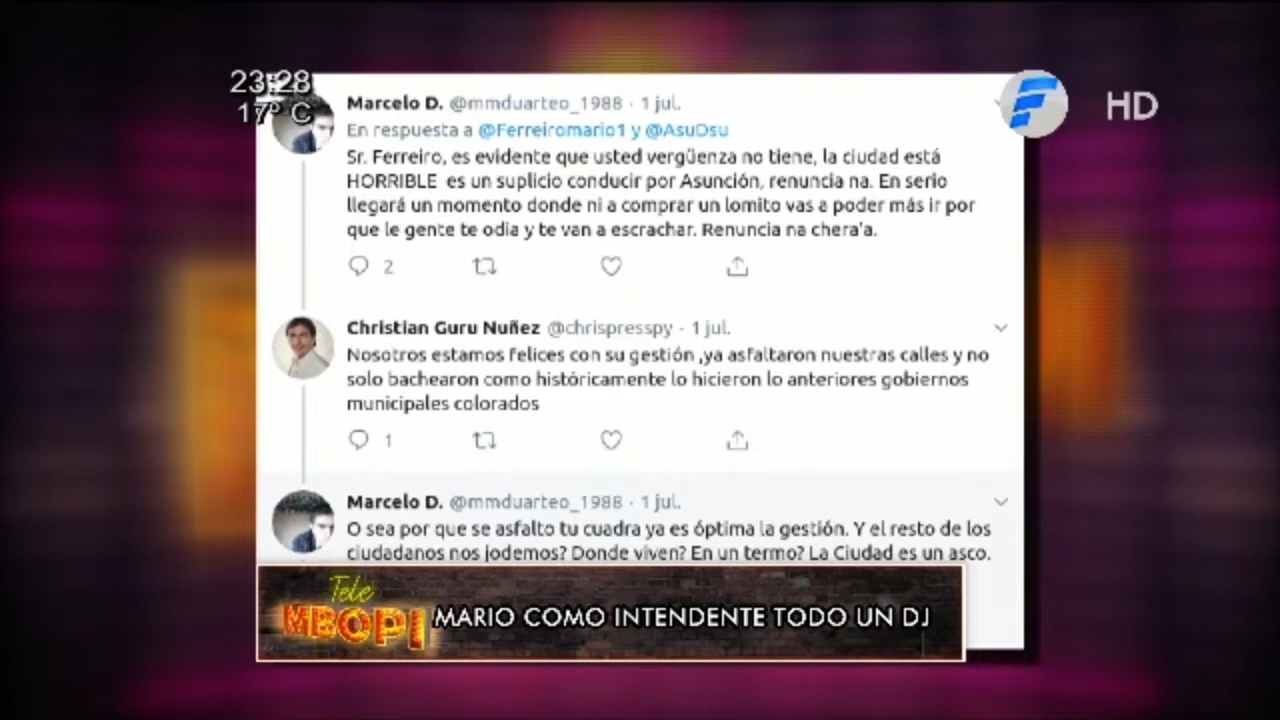 23:28
17° C
HD
Marcelo D. @mmduarteo_1988 · 1 jul.
En respuesta a @Ferreiromario1 y @AsuDsu
Sr. Ferreiro, es evidente que usted vergüenza no tiene, la ciudad está
HORRIBLE es un suplicio conducir por Asunción, renuncia na. En serio
llegará un momento donde ni a comprar un lomito vas a poder más ir por
que le gente te odia y te van a escrachar. Renuncia na chera'a.
2
Christian Guru Nuñez @chrispresspy · 1 jul.
Nosotros estamos felices con su gestión ,ya asfaltaron nuestras calles y no
solo bachearon como históricamente lo hicieron lo anteriores gobiernos
municipales colorados
1
Marcelo D. @mmduarteo_1988 · 1 jul.
O sea por que se asfalto tu cuadra ya es óptima la gestión. Y el resto de los
ciudadanos nos jodemos? Donde viven? En un termo? La Ciudad es un asco.
Tele
MBOPI
MARIO COMO INTENDENTE TODO UN DJ